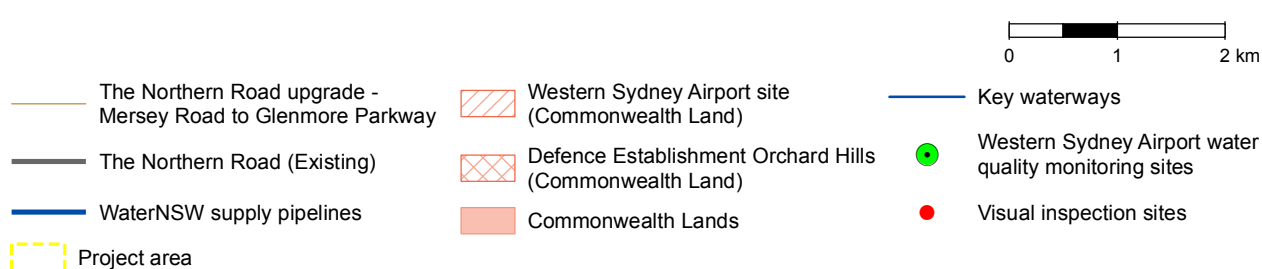 0 1 2 km
The Northern Road upgrade -
Mersey Road to Glenmore Parkway
The Northern Road (Existing)
WaterNSW supply pipelines
Project area
Western Sydney Airport site
(Commonwealth Land)
Defence Establishment Orchard Hills
(Commonwealth Land)
Commonwealth Lands
Key waterways
Western Sydney Airport water
quality monitoring sites
Visual inspection sites